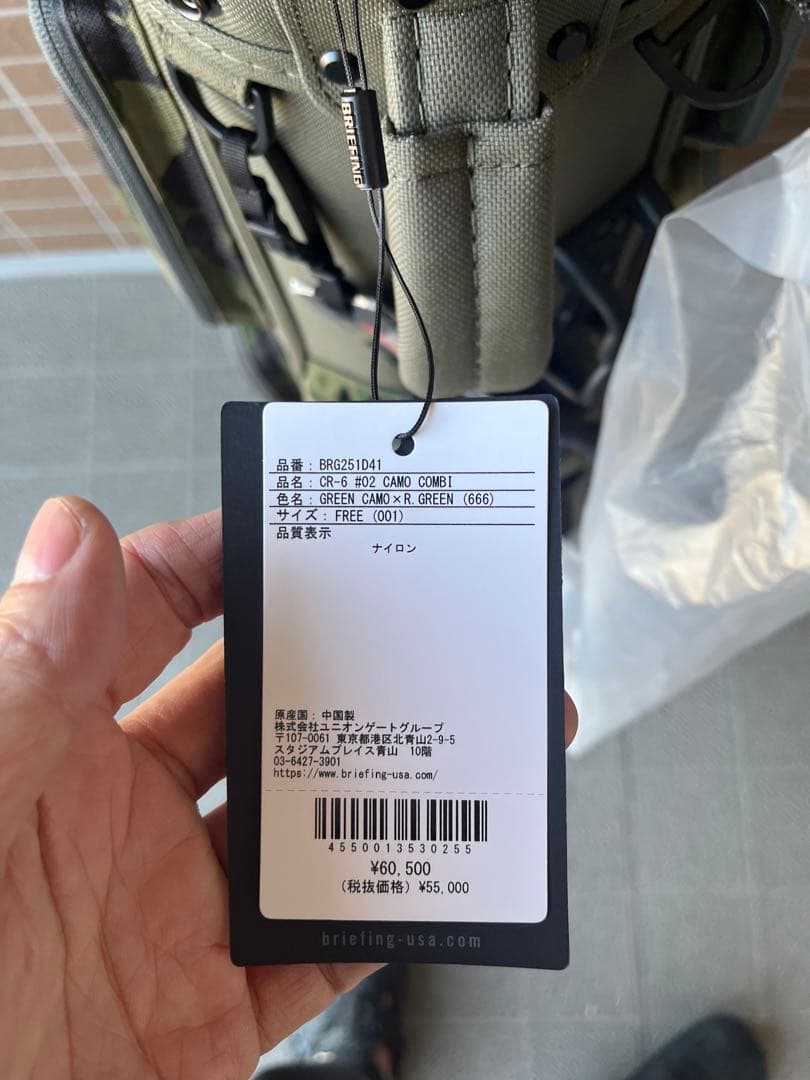 BRIEFING
品番: BRG251D41
品名: CR-6 #02 CAMO COMBI
色名: GREEN CAMO×R.GREEN (666)
サイズ: FREE (001)
品質表示
ナイロン
原産国: 中国製
株式会社ユニオンゲートグループ
〒107-0061 東京都港区北青山2-9-5
スタジアムプレイス青山 10階
03-6427-3901
https://www.briefing-usa.com/
4550013530255
¥60,500
(税抜価格) ¥55,000
briefing-usa.com